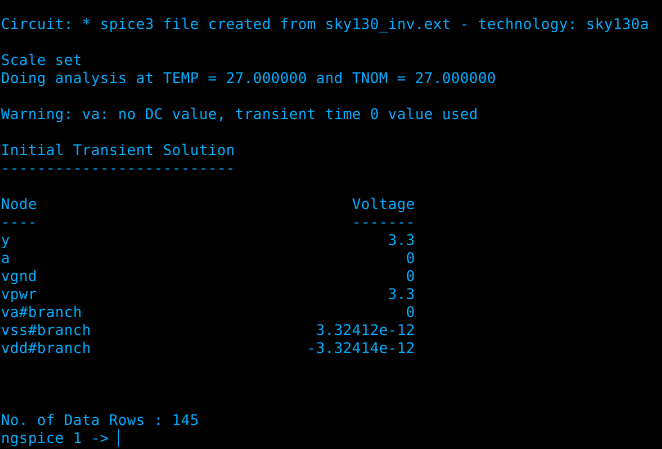 Circuit: * spice3 file created from sky130_inv.ext - technology: sky130a
Scale set
Doing analysis at TEMP = 27.000000 and TNOM = 27.000000
Warning: va: no DC value, transient time 0 value used
Initial Transient Solution
--------------------------
Node Voltage
---- -------
y 3.3
a 0
vgnd 0
vpwr 3.3
va#branch 0
vss#branch 3.32412e-12
vdd#branch -3.32414e-12
No. of Data Rows : 145
ngspice 1 ->